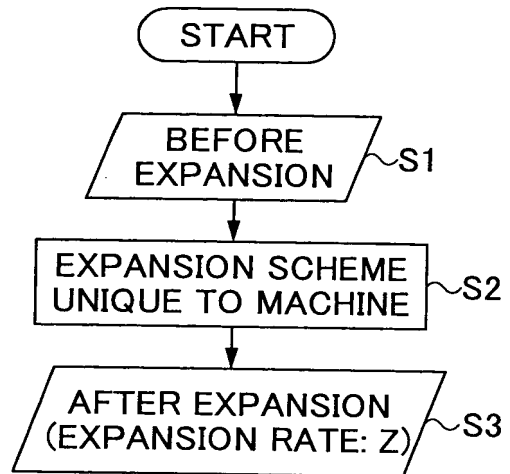 START
BEFORE
EXPANSION
S1
EXPANSION SCHEME
UNIQUE TO MACHINE
S2
AFTER EXPANSION
(EXPANSION RATE: Z)
S3